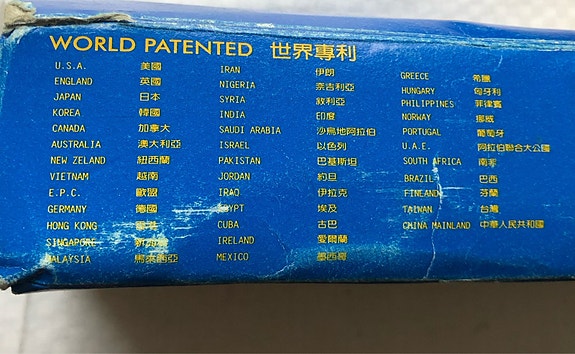 WORLD PATENTED 世界專利
U.S.A. 美國
ENGLAND 英國
JAPAN 日本
KOREA 韓國
CANADA 加拿大
AUSTRALIA 澳大利亞
NEW ZELAND 紐西蘭
VIETNAM 越南
E.P.C. 歐盟
GERMANY 德國
HONG KONG
SINGAPORE 新加坡
MALAYSIA 馬來西亞
IRAN 伊朗
NIGERIA 奈吉利亞
SYRIA 敘利亞
INDIA 印度
SAUDI ARABIA 沙烏地阿拉伯
ISRAEL 以色列
PAKISTAN 巴基斯坦
JORDAN 約旦
IRAQ 伊拉克
EGYPT 埃及
CUBA 古巴
IRELAND 愛爾蘭
MEXICO 墨西哥
GREECE 希臘
HUNGARY 匈牙利
PHILIPPINES 菲律賓
NORWAY 挪威
PORTUGAL 葡萄牙
U.A.E. 阿拉伯聯合大公國
SOUTH AFRICA 南非
BRAZIL 巴西
FINLAND 芬蘭
TAIWAN 台灣
CHINA MAINLAND 中華人民共和國